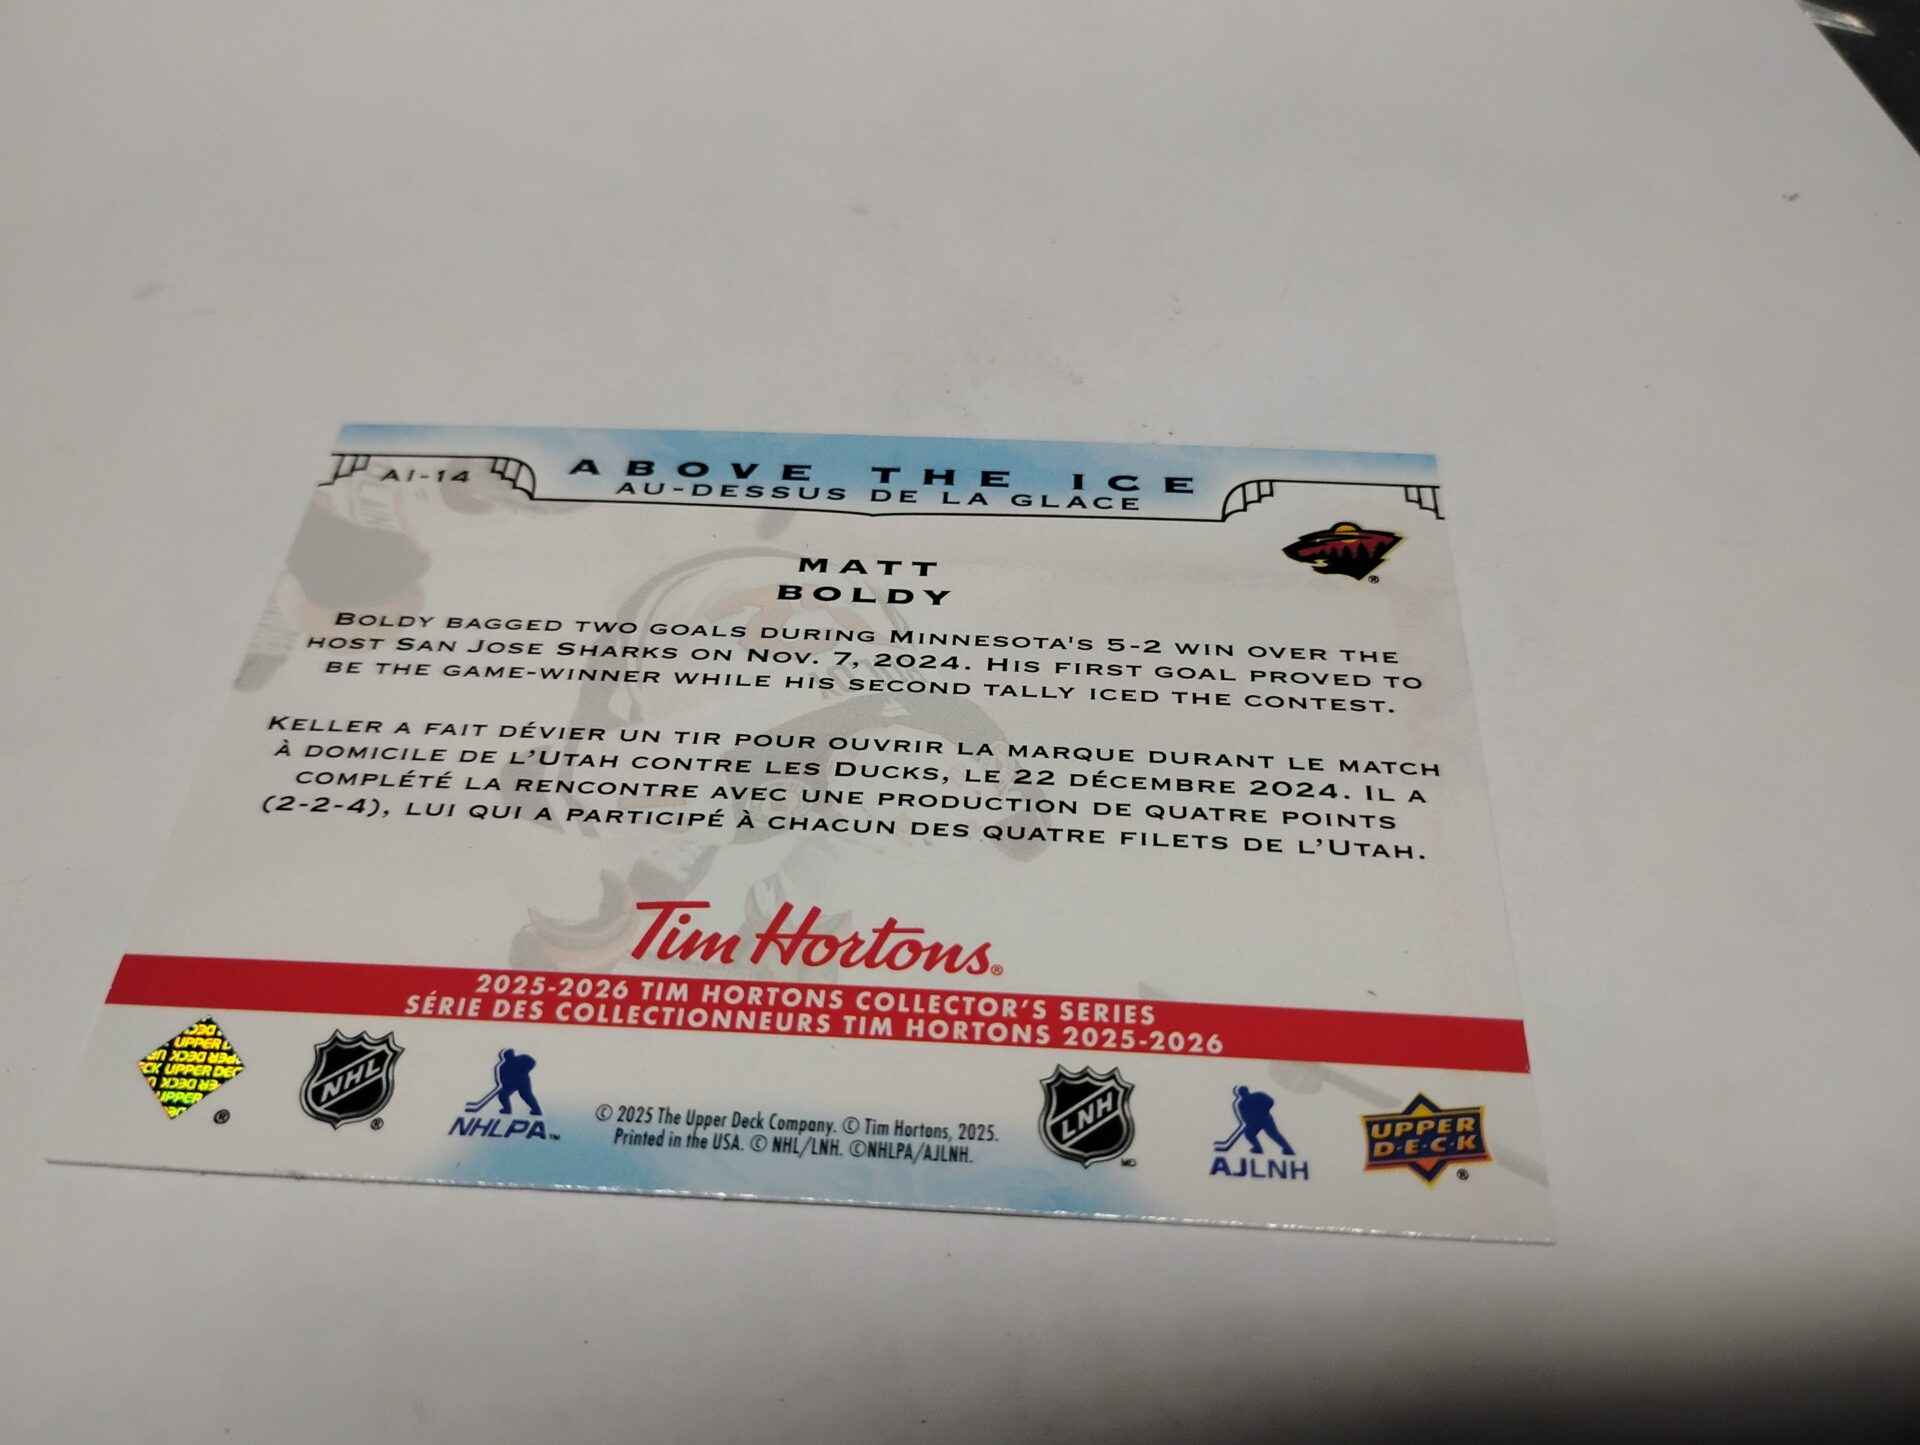 AI-14
ABOVE THE ICE
AU-DESSUS DE LA GLACE
MATT
BOLDY
BOLDY BAGGED TWO GOALS DURING MINNESOTA'S 5-2 WIN OVER THE
HOST SAN JOSE SHARKS ON NOV. 7, 2024. HIS FIRST GOAL PROVED TO
BE THE GAME-WINNER WHILE HIS SECOND TALLY ICED THE CONTEST.
KELLER A FAIT DÉVIER UN TIR POUR OUVRIR LA MARQUE DURANT LE MATCH
À DOMICILE DE L'UTAH CONTRE LES DUCKS, LE 22 DÉCEMBRE 2024. IL A
COMPLÉTÉ LA RENCONTRE AVEC UNE PRODUCTION DE QUATRE POINTS
(2-2-4), LUI QUI A PARTICIPÉ À CHACUN DES QUATRE FILETS DE L'UTAH.
Tim Hortons®
2025-2026 TIM HORTONS COLLECTOR'S SERIES
SÉRIE DES COLLECTIONNEURS TIM HORTONS 2025-2026
UPPER DECK
NHL®
NHLPA™
© 2025 The Upper Deck Company. © Tim Hortons, 2025.
Printed in the USA. © NHL/LNH. ©NHLPA/AJLNH.
LNH MD
AJLNH
UPPER
D·E·C·K®